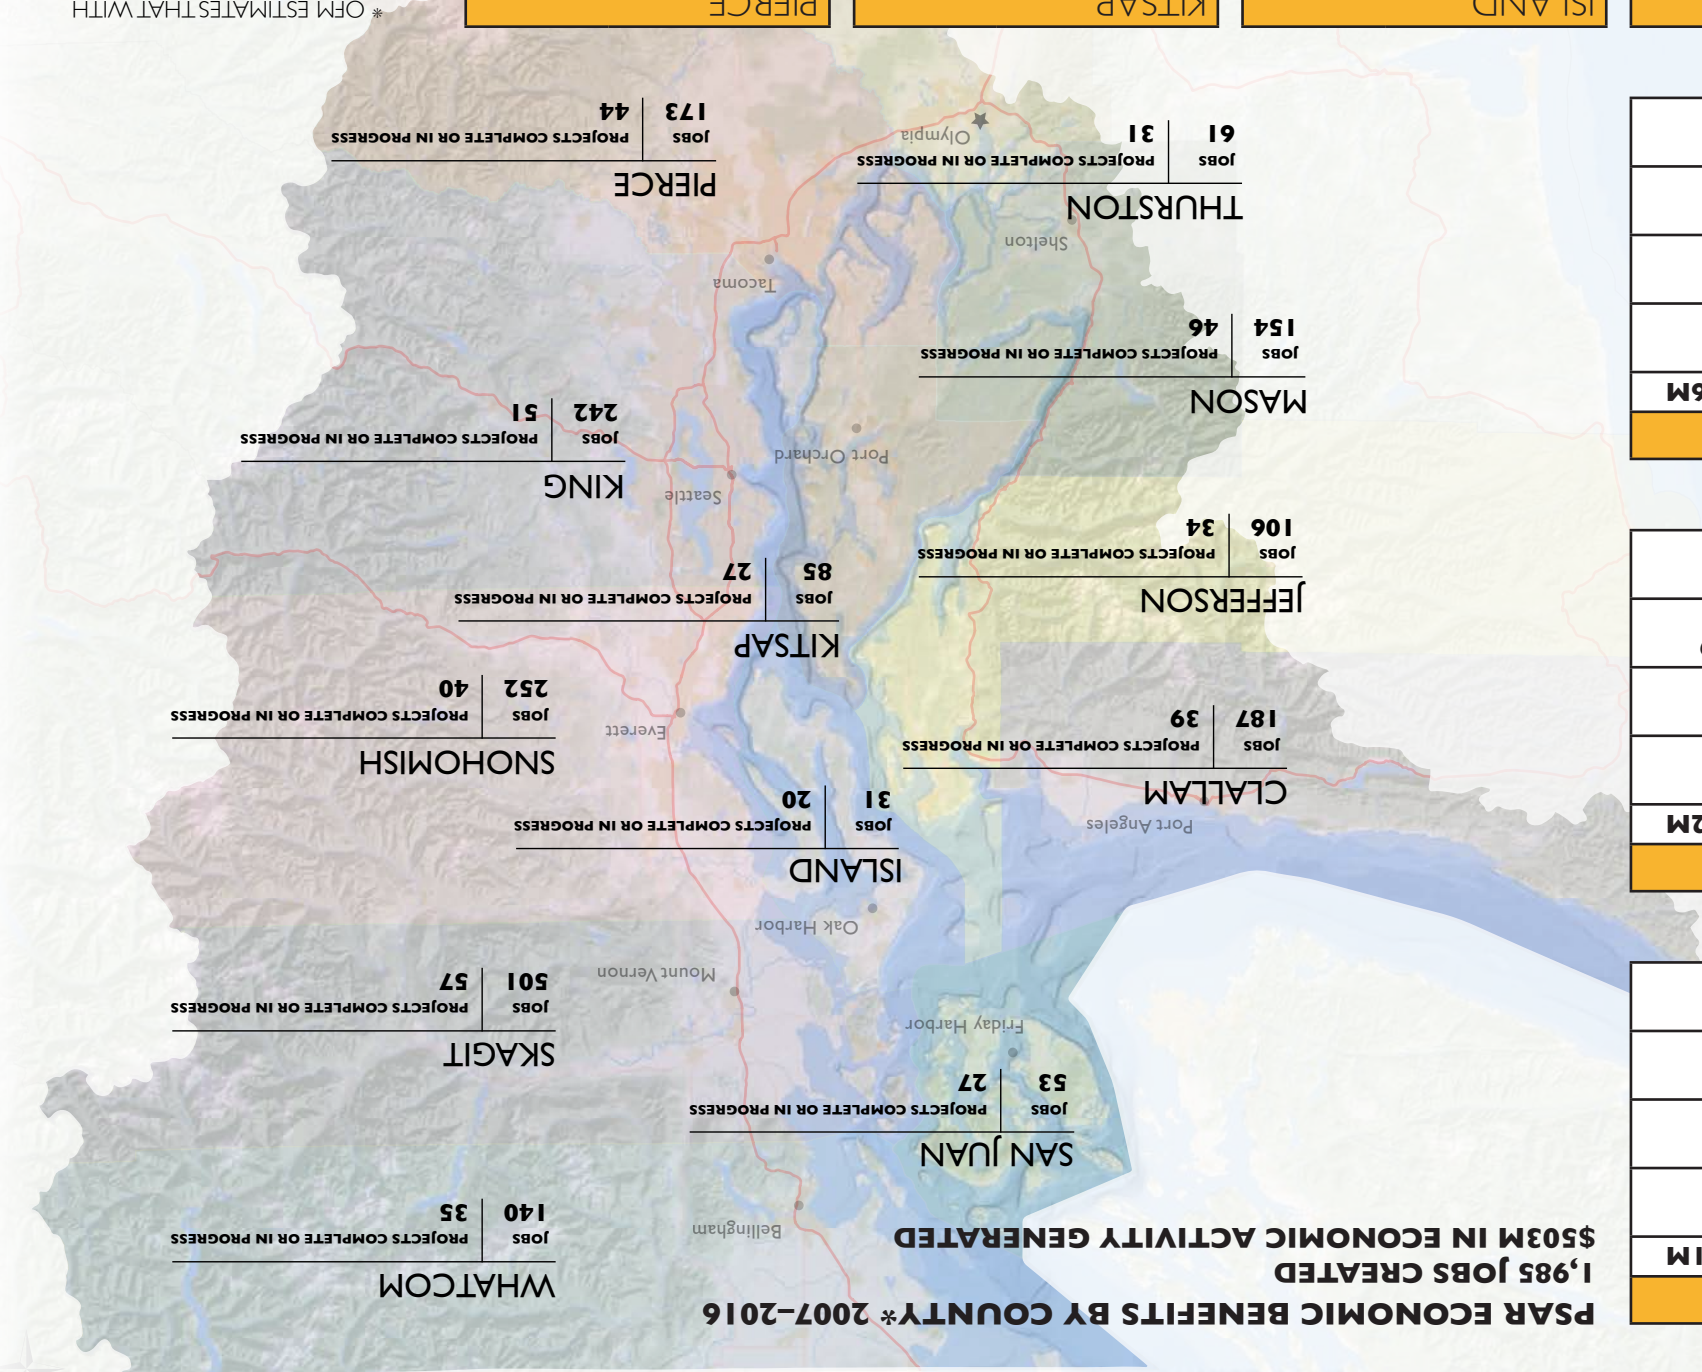 PSAR ECONOMIC BENEFITS BY COUNTY* 2007–2016
1,985 JOBS CREATED
$503M IN ECONOMIC ACTIVITY GENERATED
1M
WHATCOM
JOBS PROJECTS COMPLETE OR IN PROGRESS
140 35
Bellingham
SAN JUAN
JOBS PROJECTS COMPLETE OR IN PROGRESS
53 27
Friday Harbor
SKAGIT
JOBS PROJECTS COMPLETE OR IN PROGRESS
501 57
Mount Vernon
Oak Harbor
ISLAND
JOBS PROJECTS COMPLETE OR IN PROGRESS
31 20
2M
Port Angeles
CLALLAM
JOBS PROJECTS COMPLETE OR IN PROGRESS
187 39
SNOHOMISH
JOBS PROJECTS COMPLETE OR IN PROGRESS
252 40
Everett
KITSAP
JOBS PROJECTS COMPLETE OR IN PROGRESS
85 27
JEFFERSON
JOBS PROJECTS COMPLETE OR IN PROGRESS
106 34
Seattle
KING
JOBS PROJECTS COMPLETE OR IN PROGRESS
242 51
Port Orchard
6M
MASON
JOBS PROJECTS COMPLETE OR IN PROGRESS
154 46
Tacoma
Shelton
THURSTON
JOBS PROJECTS COMPLETE OR IN PROGRESS
61 31
Olympia
PIERCE
JOBS PROJECTS COMPLETE OR IN PROGRESS
173 44
ISLAND
KITSAP
PIERCE
* OFM ESTIMATES THAT WITH